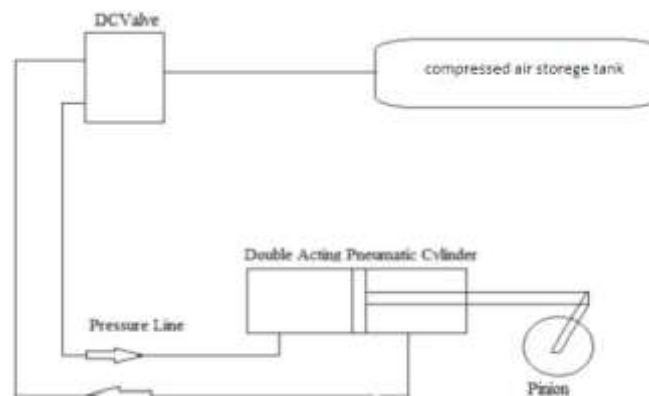 DCValve
compressed air storege tank
Double Acting Pneumatic Cylinder
Pressure Line
Pinion